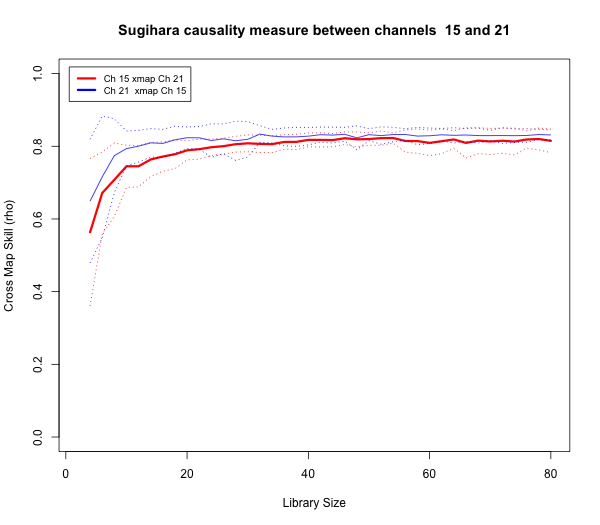 Sugihara causality measure between channels  15 and 21
Ch 15 xmap Ch 21
Ch 21  xmap Ch 15
Cross Map Skill (rho)
1.0
0.8
0.6
0.4
0.2
0.0
0 20 40 60 80
Library Size